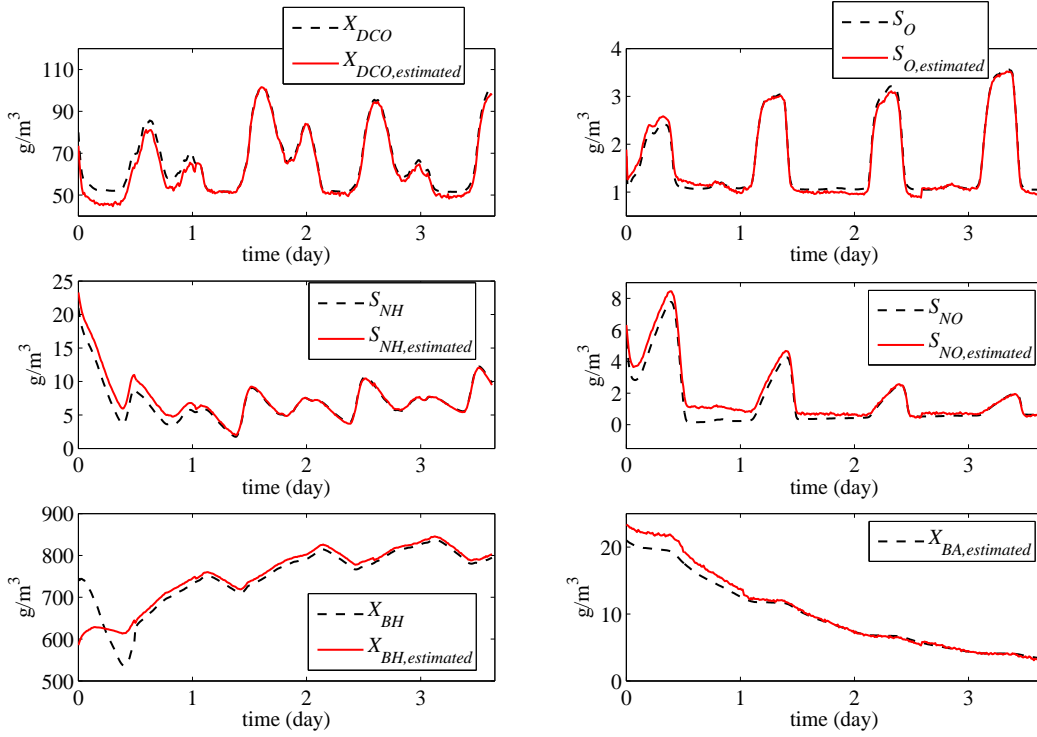 X_DCO
X_DCO,estimated
110
90
70
50
g/m^3
0 1 2 3
time (day)
S_O
S_O,estimated
4
3
2
1
0
g/m^3
0 1 2 3
time (day)
S_NH
S_NH,estimated
25
20
15
10
5
0
g/m^3
0 1 2 3
time (day)
S_NO
S_NO,estimated
8
6
4
2
0
g/m^3
0 1 2 3
time (day)
900
800
700
600
500
g/m^3
X_BH
X_BH,estimated
0 1 2 3
time (day)
X_BA,estimated
20
10
0
g/m^3
0 1 2 3
time (day)